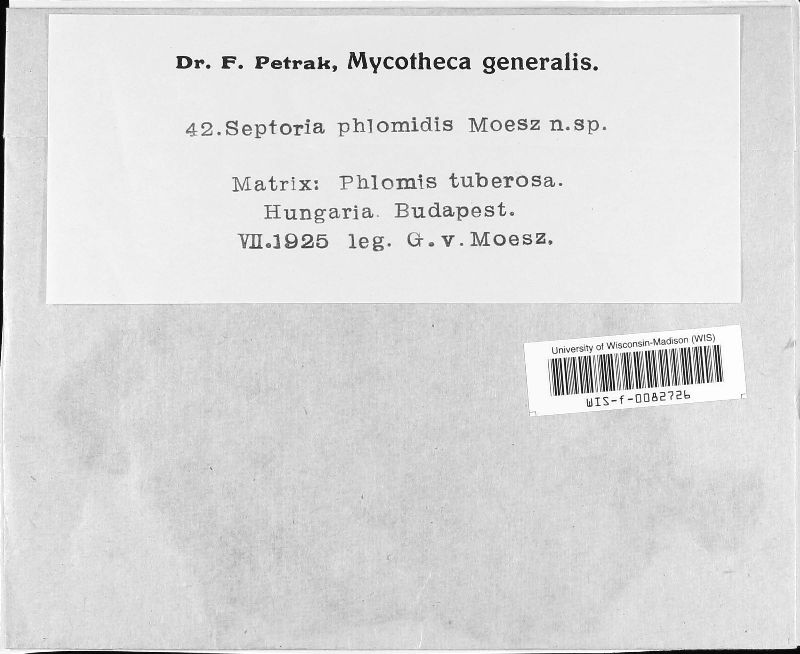 Dr. F. Petrak, Mycotheca generalis.
42. Septoria phlomidis Moesz n.sp.
Matrix: Phlomis tuberosa.
Hungaria. Budapest.
VII.1925 leg. G.v.Moesz.
University of Wisconsin-Madison (WIS)
WIS-f-0082726